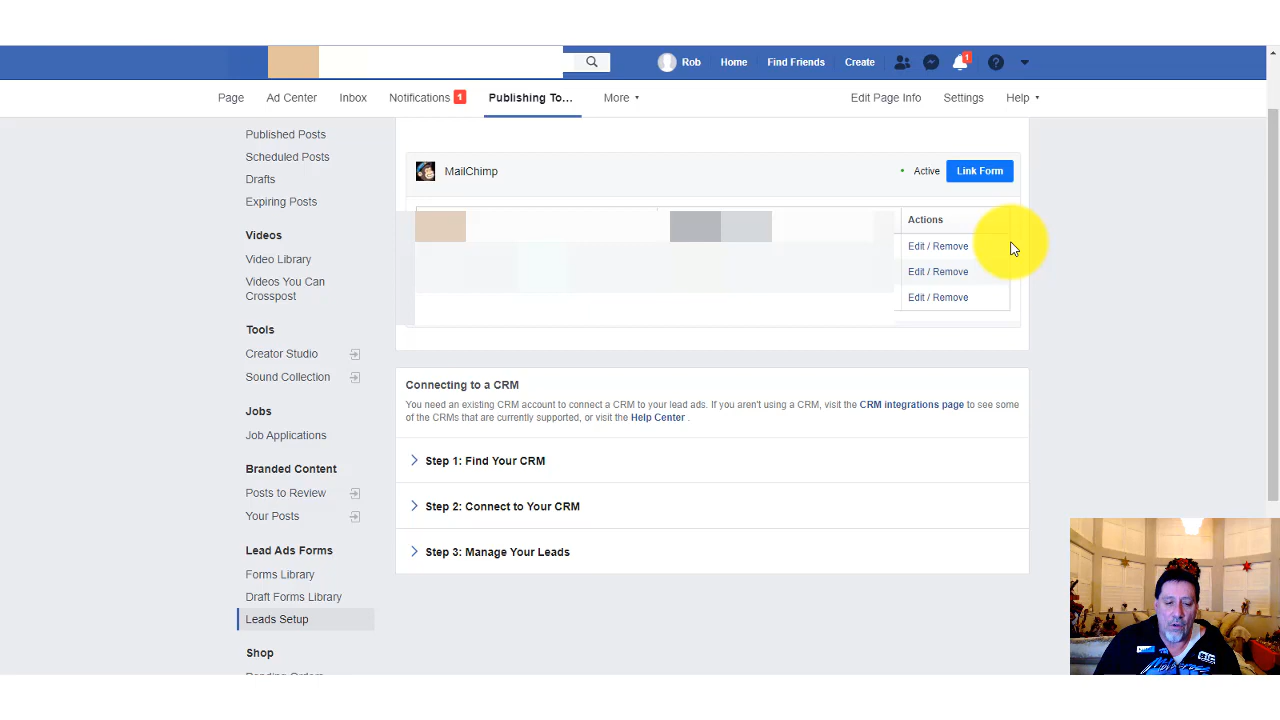 Rob Home Find Friends Create 1
Page Ad Center Inbox Notifications 1 Publishing To... More Edit Page Info Settings Help
Published Posts
Scheduled Posts
Drafts
Expiring Posts
Videos
Video Library
Videos You Can
Crosspost
Tools
Creator Studio
Sound Collection
Jobs
Job Applications
Branded Content
Posts to Review
Your Posts
Lead Ads Forms
Forms Library
Draft Forms Library
Leads Setup
Shop
MailChimp Active Link Form
Actions
Edit / Remove
Edit / Remove
Edit / Remove
Connecting to a CRM
You need an existing CRM account to connect a CRM to your lead ads. If you aren't using a CRM, visit the CRM integrations page to see some
of the CRMs that are currently supported, or visit the Help Center .
Step 1: Find Your CRM
Step 2: Connect to Your CRM
Step 3: Manage Your Leads